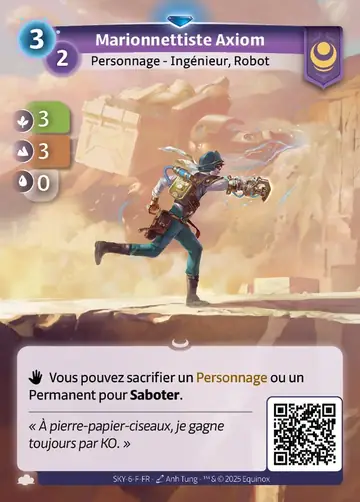 3
Marionnettiste Axiom
2
Personnage - Ingénieur, Robot
3
3
0
Vous pouvez sacrifier un Personnage ou un
Permanent pour Saboter.
« À pierre-papier-ciseaux, je gagne
toujours par KO. »
SKY-6-F-FR - Anh Tung - ™ & © 2025 Equinox